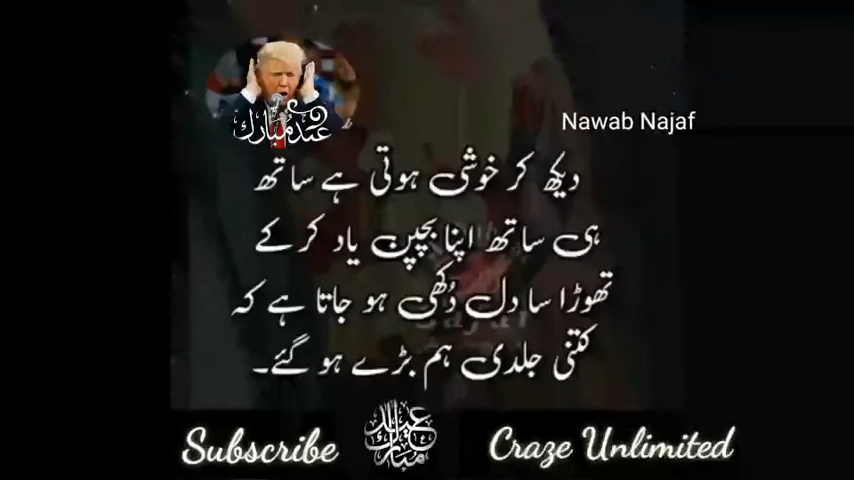 عید مبارک
Nawab Najaf
دیکھ کر خوشی ہوتی ہے ساتھ
ہی ساتھ اپنا بچپن یاد کر کے
تھوڑا سا دل دُکھی ہو جاتا ہے کہ
کتنی جلدی ہم بڑے ہو گئے۔
Subscribe
عید مبارک
Craze Unlimited